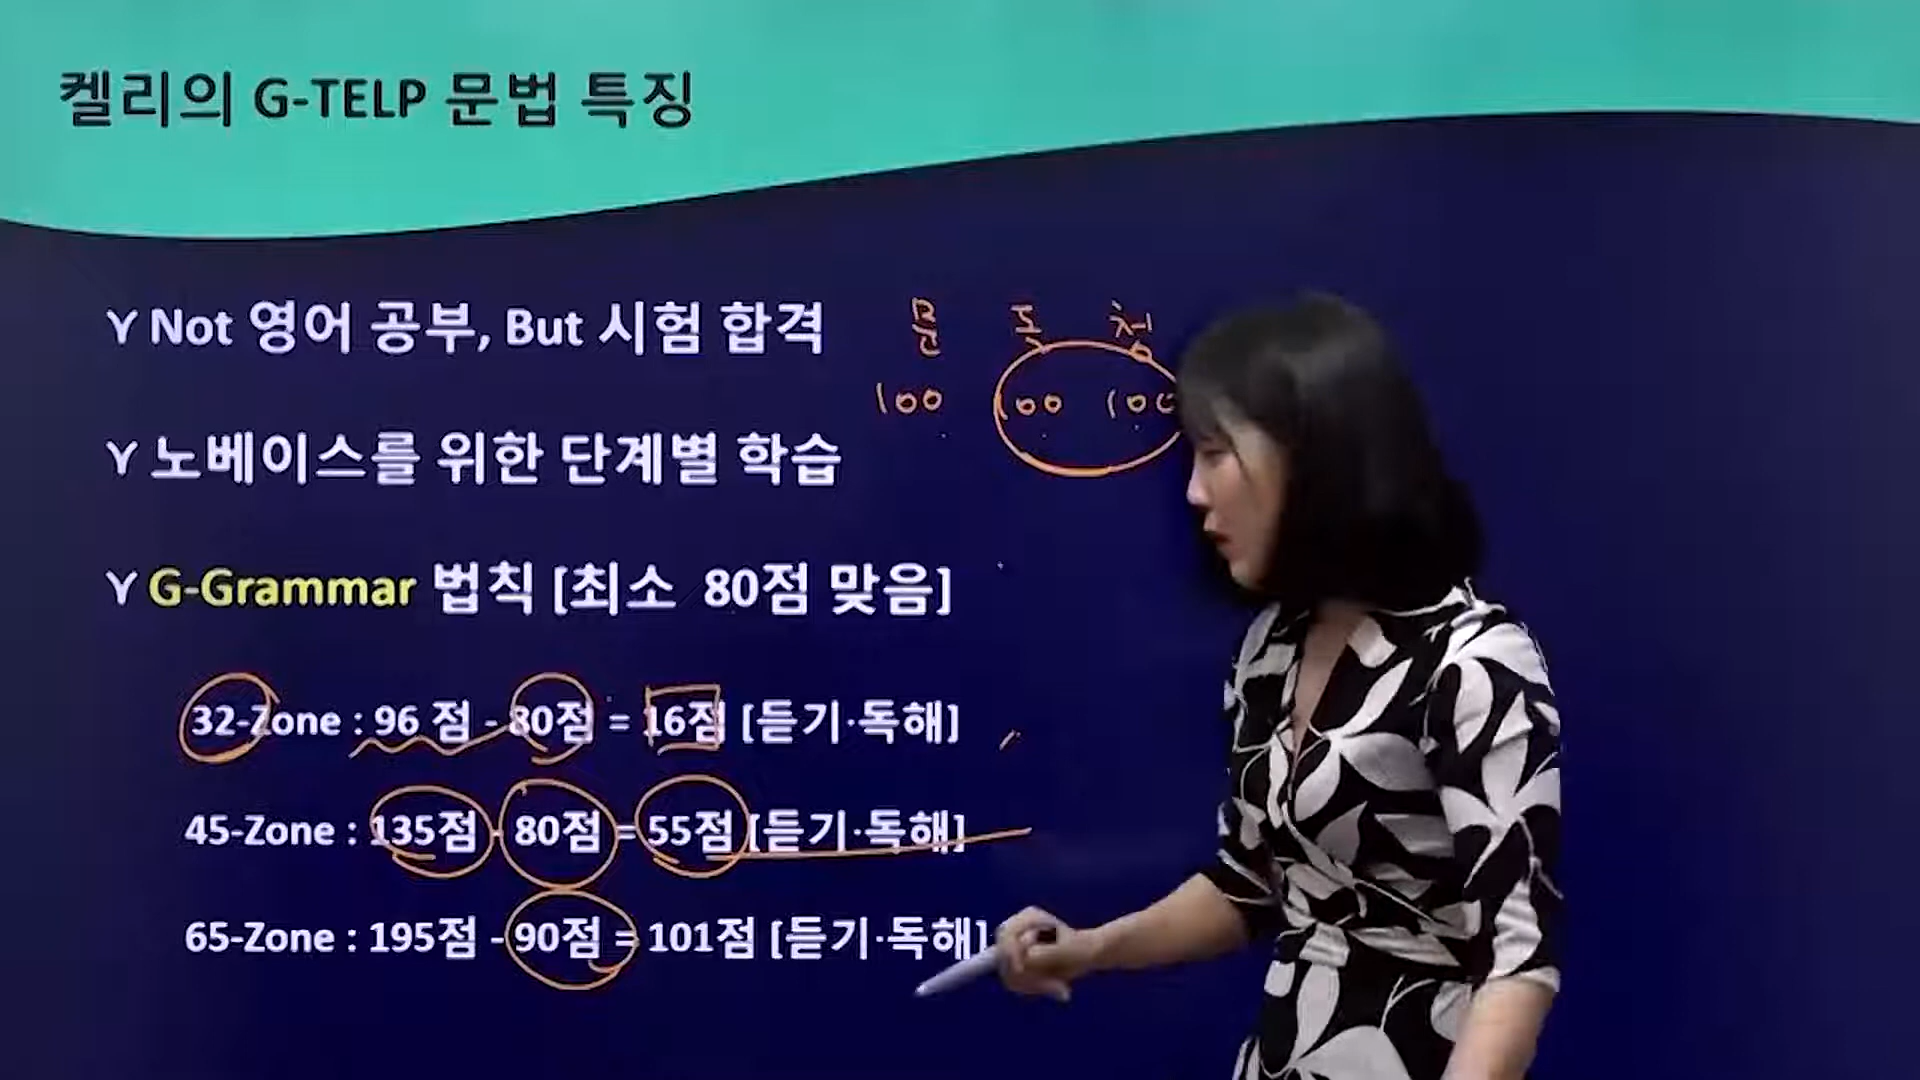 켈리의 G-TELP 문법 특징
Not 영어 공부, But 시험 합격
문 독 청
100 100 100
노베이스를 위한 단계별 학습
G-Grammar 법칙 [최소 80점 맞음]
32-Zone : 96 점 - 80점 = 16점 [듣기·독해]
45-Zone : 135점 - 80점 = 55점 [듣기·독해]
65-Zone : 195점 - 90점 = 101점 [듣기·독해]